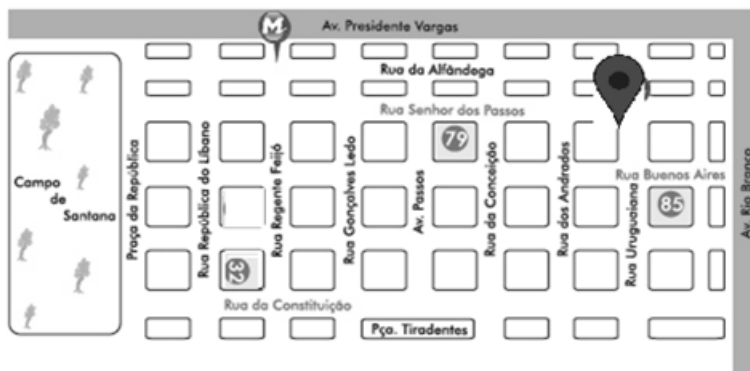 M
Av. Presidente Vargas
Rua da Alfândega
Rua Senhor dos Passos
79
Campo
de
Santana
Praça da República
Rua República do Líbano
Rua Regente Feijó
Rua Gonçalves Ledo
Av. Passos
Rua da Conceição
Rua dos Andradas
Rua Uruguaiana
Rua Buenos Aires
85
Av. Rio Branco
32
Rua da Constituição
Pça. Tiradentes